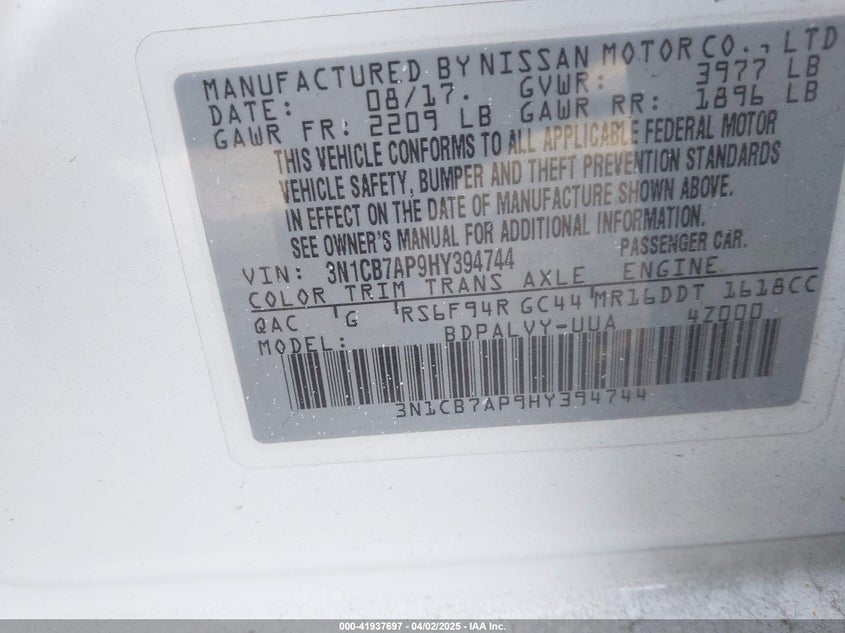 MANUFACTURED BY NISSAN MOTOR CO., LTD
DATE: 08/17. GVWR: 3977 LB
GAWR FR: 2209 LB GAWR RR: 1896 LB
THIS VEHICLE CONFORMS TO ALL APPLICABLE FEDERAL MOTOR
VEHICLE SAFETY, BUMPER AND THEFT PREVENTION STANDARDS
IN EFFECT ON THE DATE OF MANUFACTURE SHOWN ABOVE.
SEE OWNER'S MANUAL FOR ADDITIONAL INFORMATION.
VIN: 3N1CB7AP9HY394744 PASSENGER CAR.
COLOR TRIM TRANS AXLE ENGINE
QAC 'G 'RS6F94R GC44'MR16DDT 1618CC
MODEL: BDPALVY-UUA 4Z000
3N1CB7AP9HY394744
000-41937697 04/02/2025 - IAA Inc.